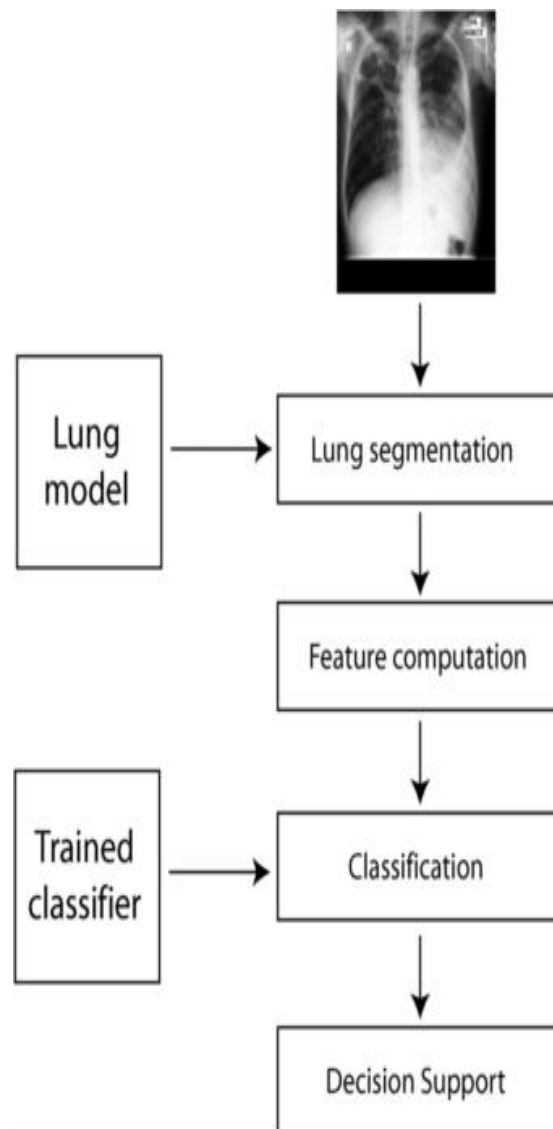 Lung
model
Lung segmentation
Feature computation
Trained
classifier
Classification
Decision Support